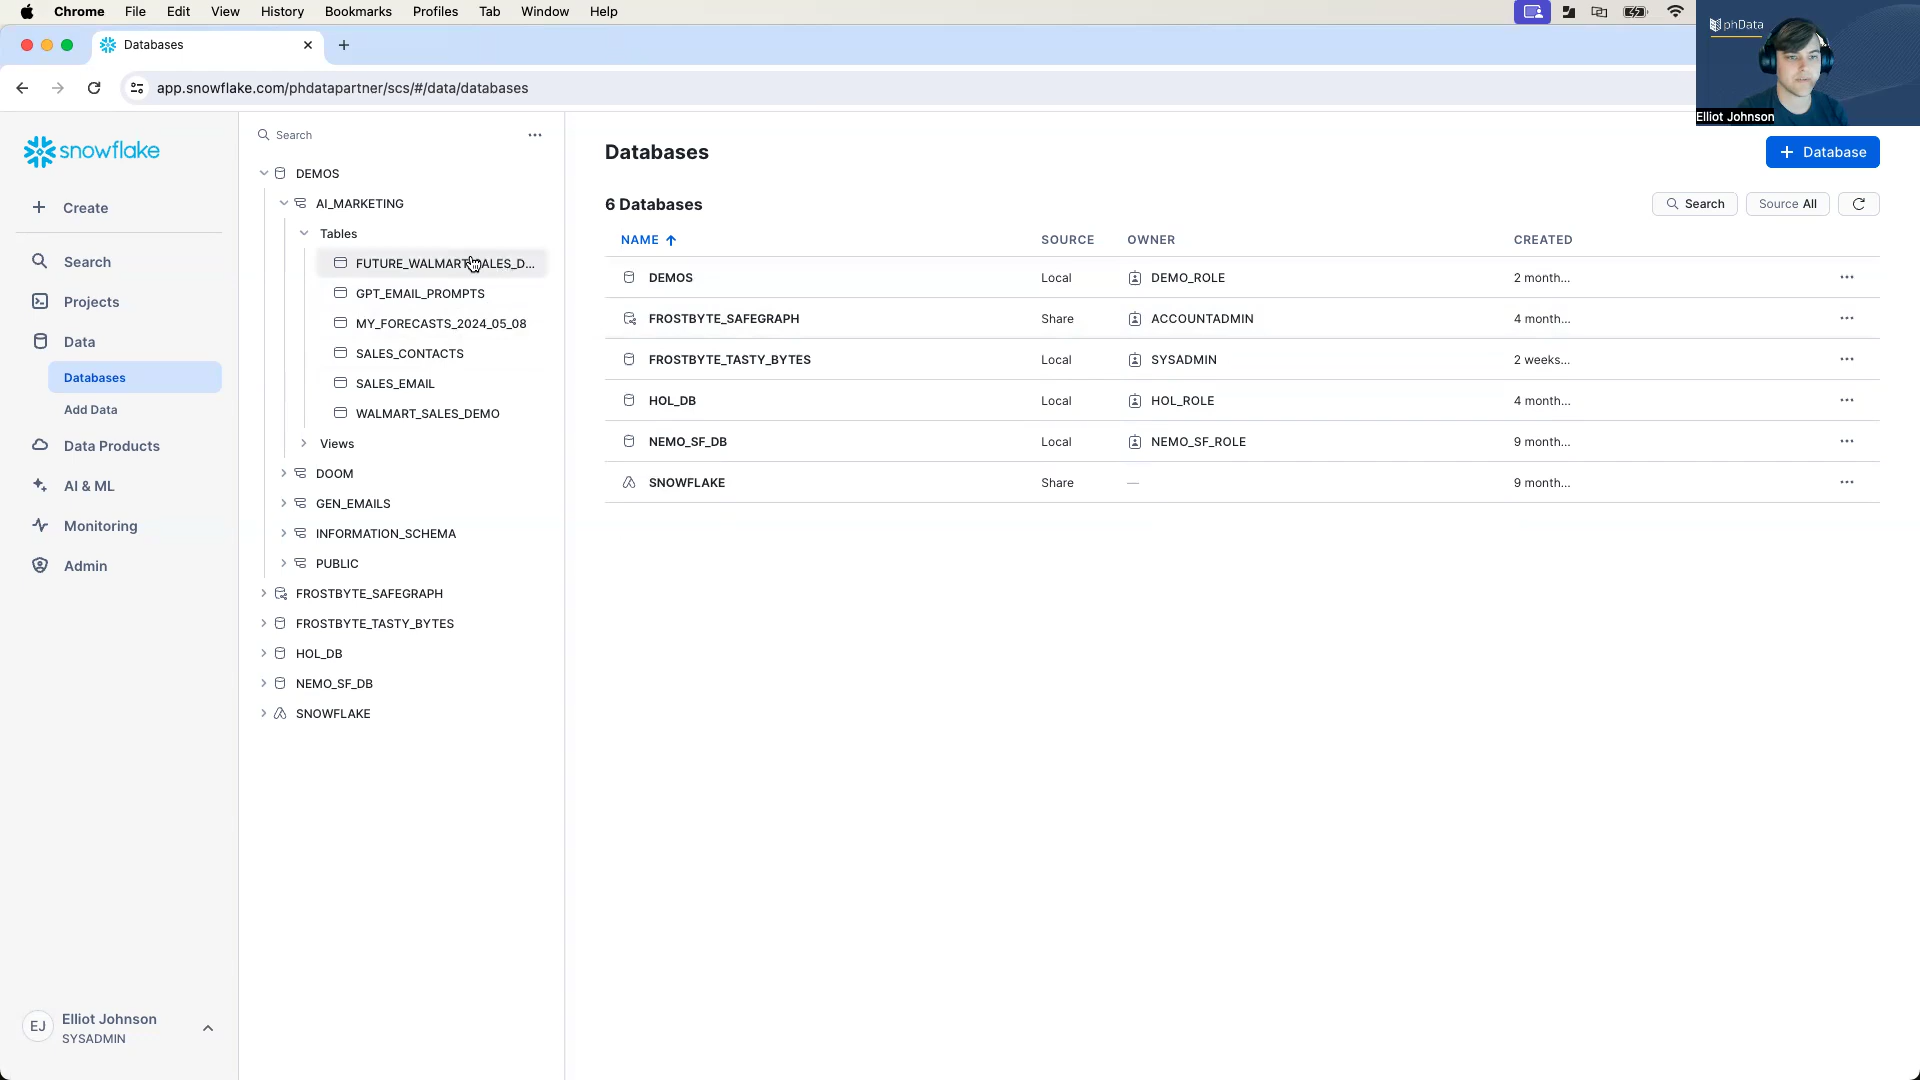 Chrome File Edit View History Bookmarks Profiles Tab Window Help
Databases
app.snowflake.com/phdatapartner/scs/#/data/databases
phData
Elliot Johnson
snowflake
Create
Search
Projects
Data
Databases
Add Data
Data Products
AI & ML
Monitoring
Admin
EJ
Elliot Johnson
SYSADMIN
Search
DEMOS
AI_MARKETING
Tables
FUTURE_WALMART_SALES_D...
GPT_EMAIL_PROMPTS
MY_FORECASTS_2024_05_08
SALES_CONTACTS
SALES_EMAIL
WALMART_SALES_DEMO
Views
DOOM
GEN_EMAILS
INFORMATION_SCHEMA
PUBLIC
FROSTBYTE_SAFEGRAPH
FROSTBYTE_TASTY_BYTES
HOL_DB
NEMO_SF_DB
SNOWFLAKE
Databases
+ Database
6 Databases
Search
Source All
NAME SOURCE OWNER CREATED
DEMOS Local DEMO_ROLE 2 month...
FROSTBYTE_SAFEGRAPH Share ACCOUNTADMIN 4 month...
FROSTBYTE_TASTY_BYTES Local SYSADMIN 2 weeks...
HOL_DB Local HOL_ROLE 4 month...
NEMO_SF_DB Local NEMO_SF_ROLE 9 month...
SNOWFLAKE Share — 9 month...